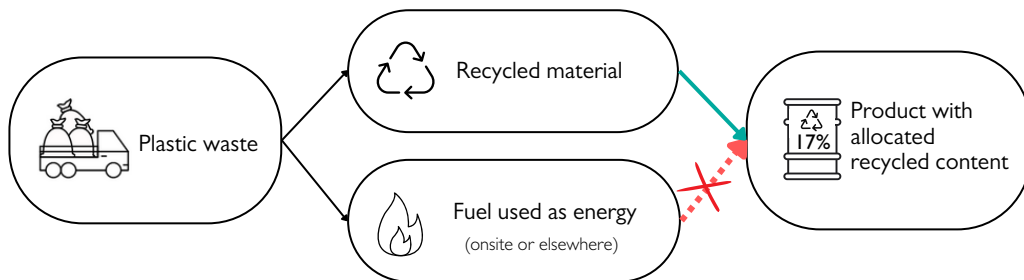 Plastic waste
Recycled material
Fuel used as energy
(onsite or elsewhere)
17%
Product with
allocated
recycled content